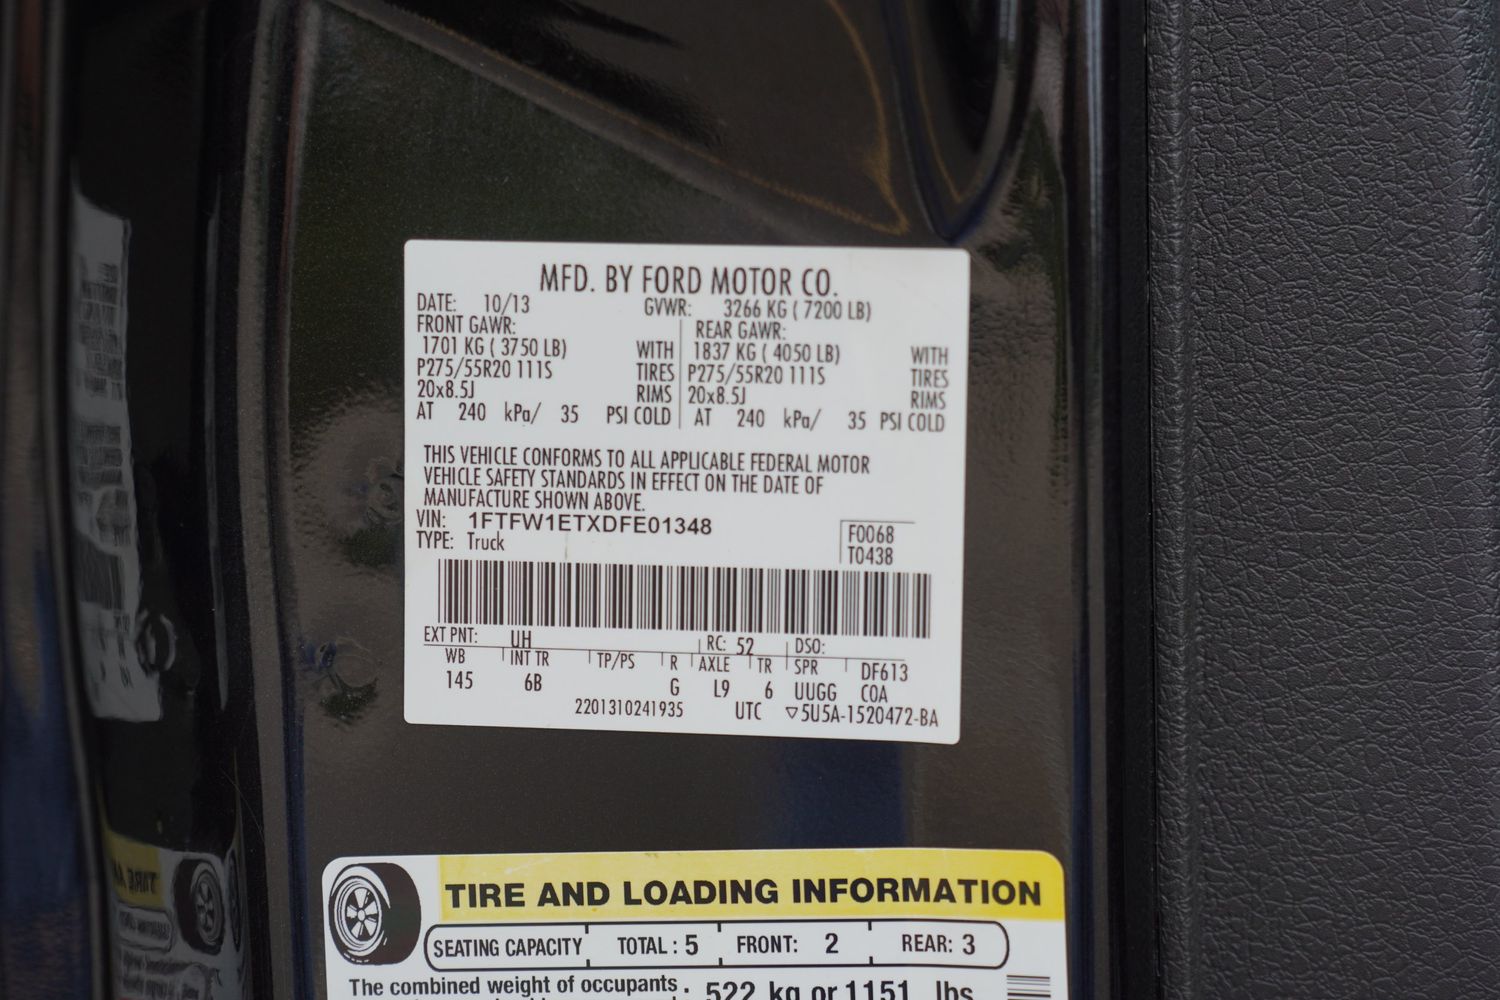 MFD. BY FORD MOTOR CO.
DATE: 10/13 GVWR: 3266 KG ( 7200 LB)
FRONT GAWR: REAR GAWR:
1701 KG ( 3750 LB) WITH 1837 KG ( 4050 LB) WITH
P275/55R20 111S TIRES P275/55R20 111S TIRES
20x8.5J RIMS 20x8.5J RIMS
AT 240 kPa/ 35 PSI COLD AT 240 kPa/ 35 PSI COLD
THIS VEHICLE CONFORMS TO ALL APPLICABLE FEDERAL MOTOR
VEHICLE SAFETY STANDARDS IN EFFECT ON THE DATE OF
MANUFACTURE SHOWN ABOVE.
VIN: 1FTFW1ETXDFE01348 F0068
TYPE: Truck T0438
EXT PNT: UH RC: 52 DSO:
WB INT TR TP/PS R AXLE TR SPR DF613
145 6B G L9 6 UUGG COA
2201310241935 UTC ▽5U5A-1520472-BA
TIRE AND LOADING INFORMATION
SEATING CAPACITY TOTAL : 5 FRONT: 2 REAR: 3
The combined weight of occupants 522 kg or 1151 lbs